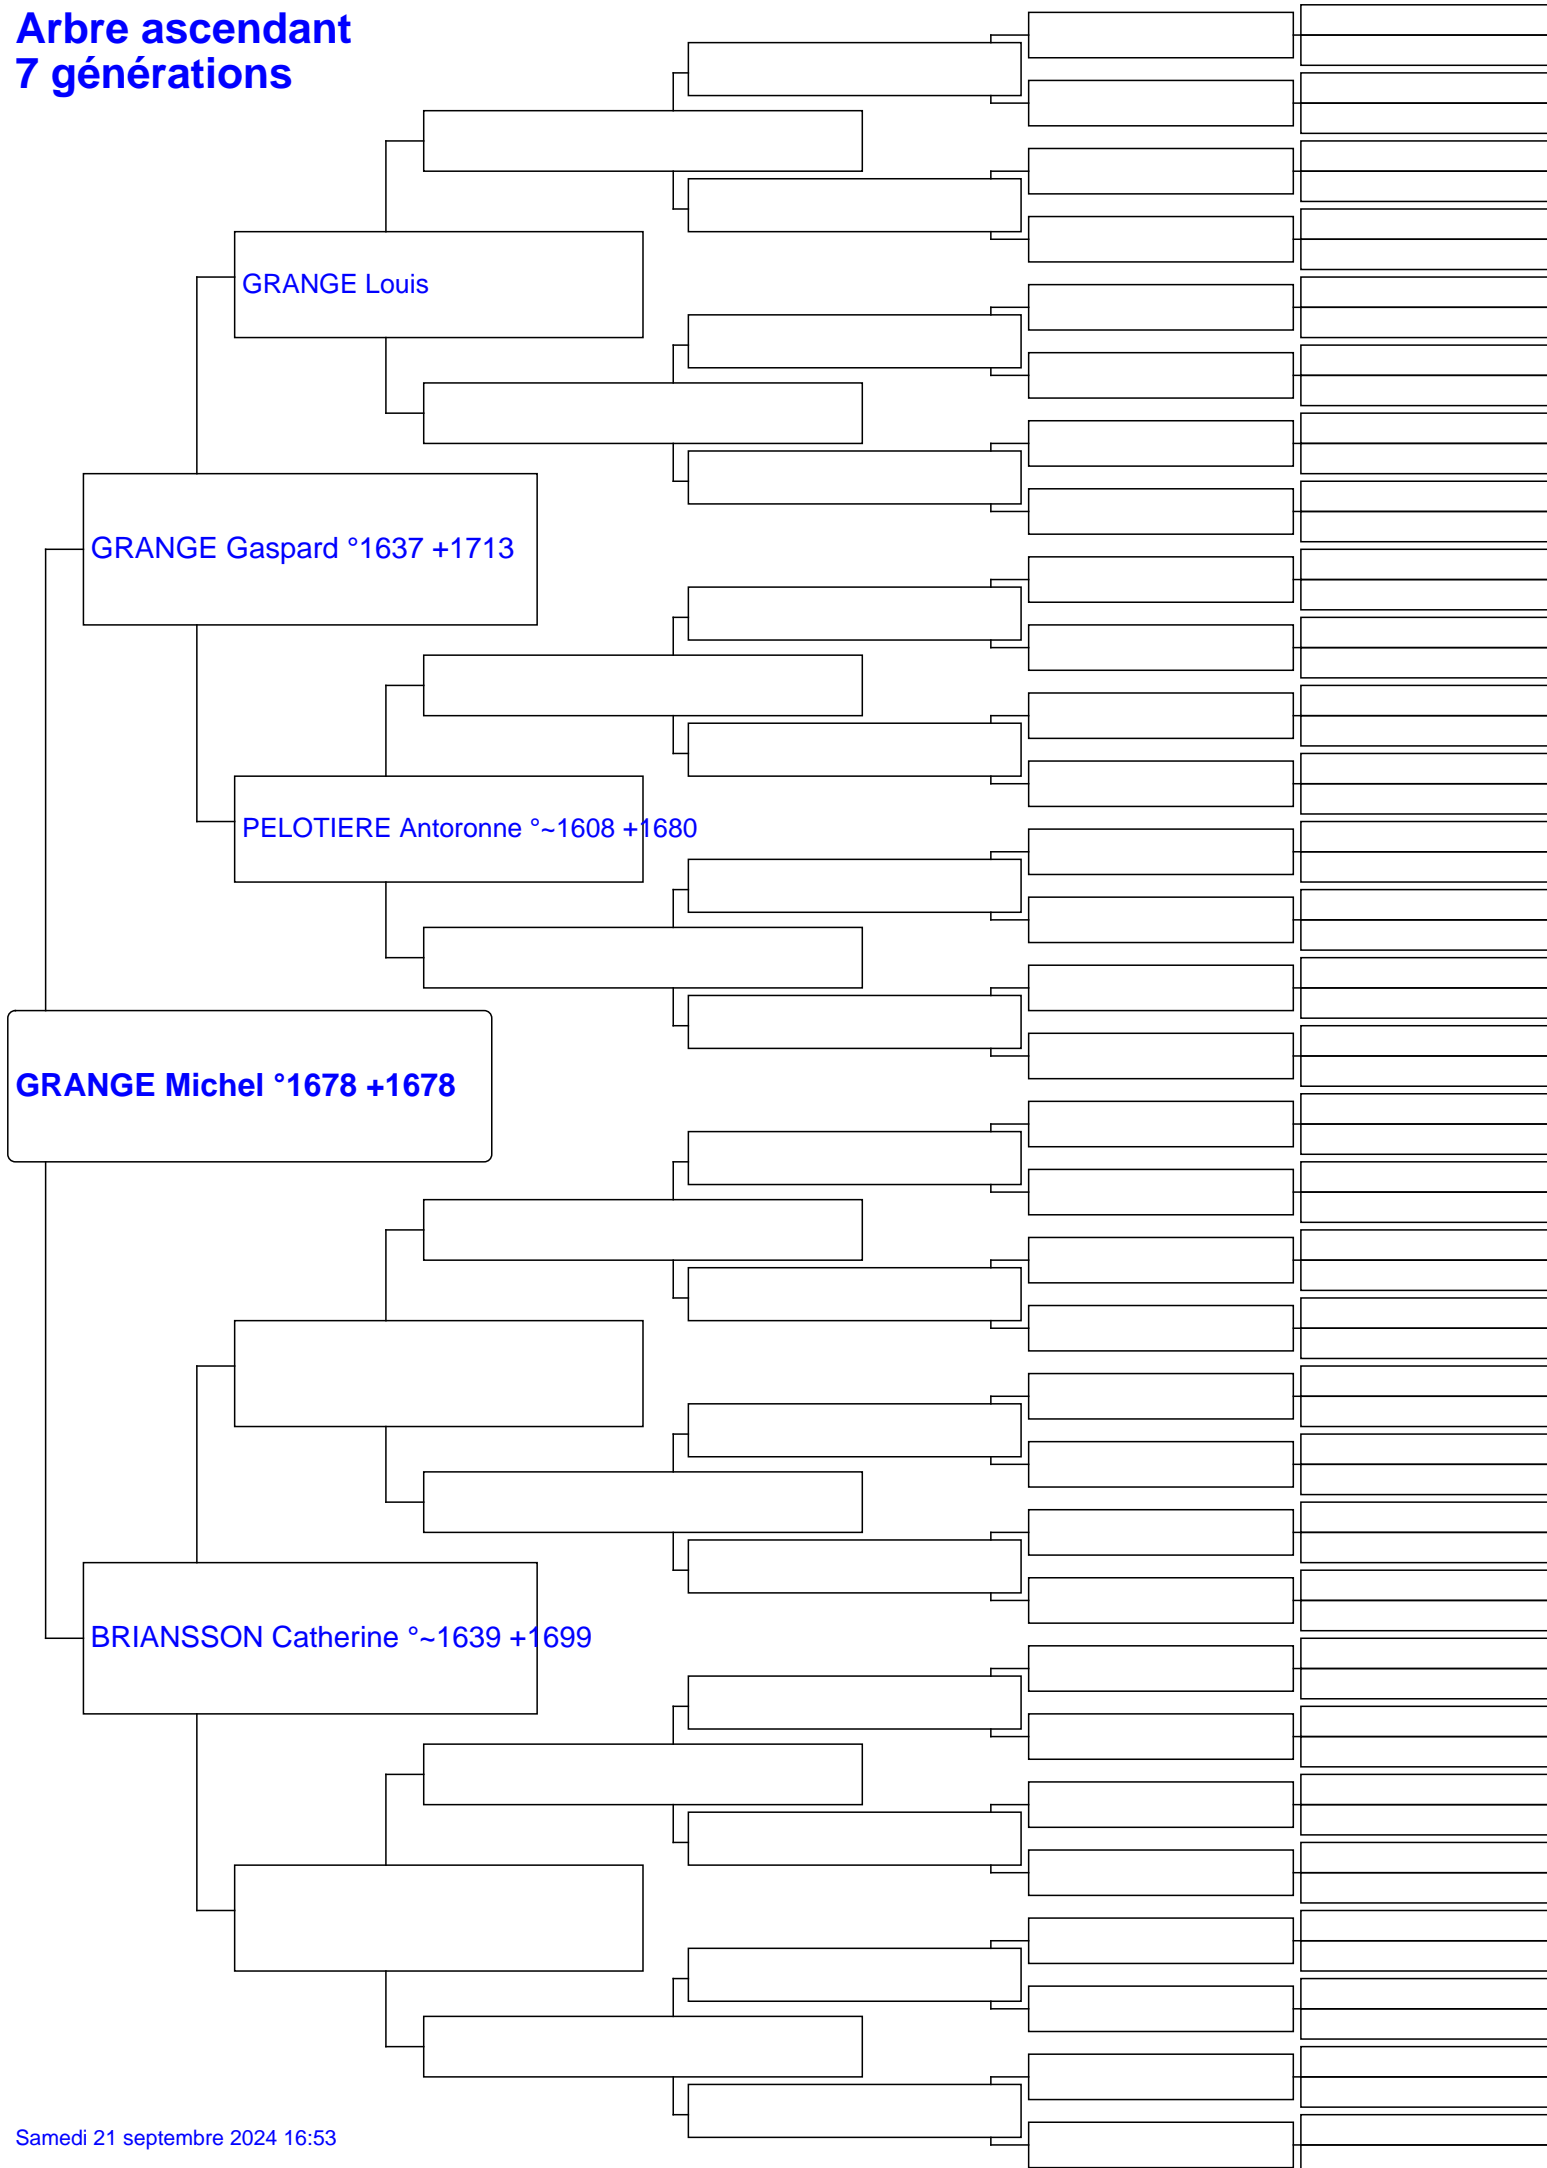 Arbre ascendant
7 générations
GRANGE Louis
GRANGE Gaspard °1637 +1713
PELOTIERE Antoronne °~1608 +1680
GRANGE Michel °1678 +1678
BRIANSSON Catherine °~1639 +1699
Samedi 21 septembre 2024 16:53